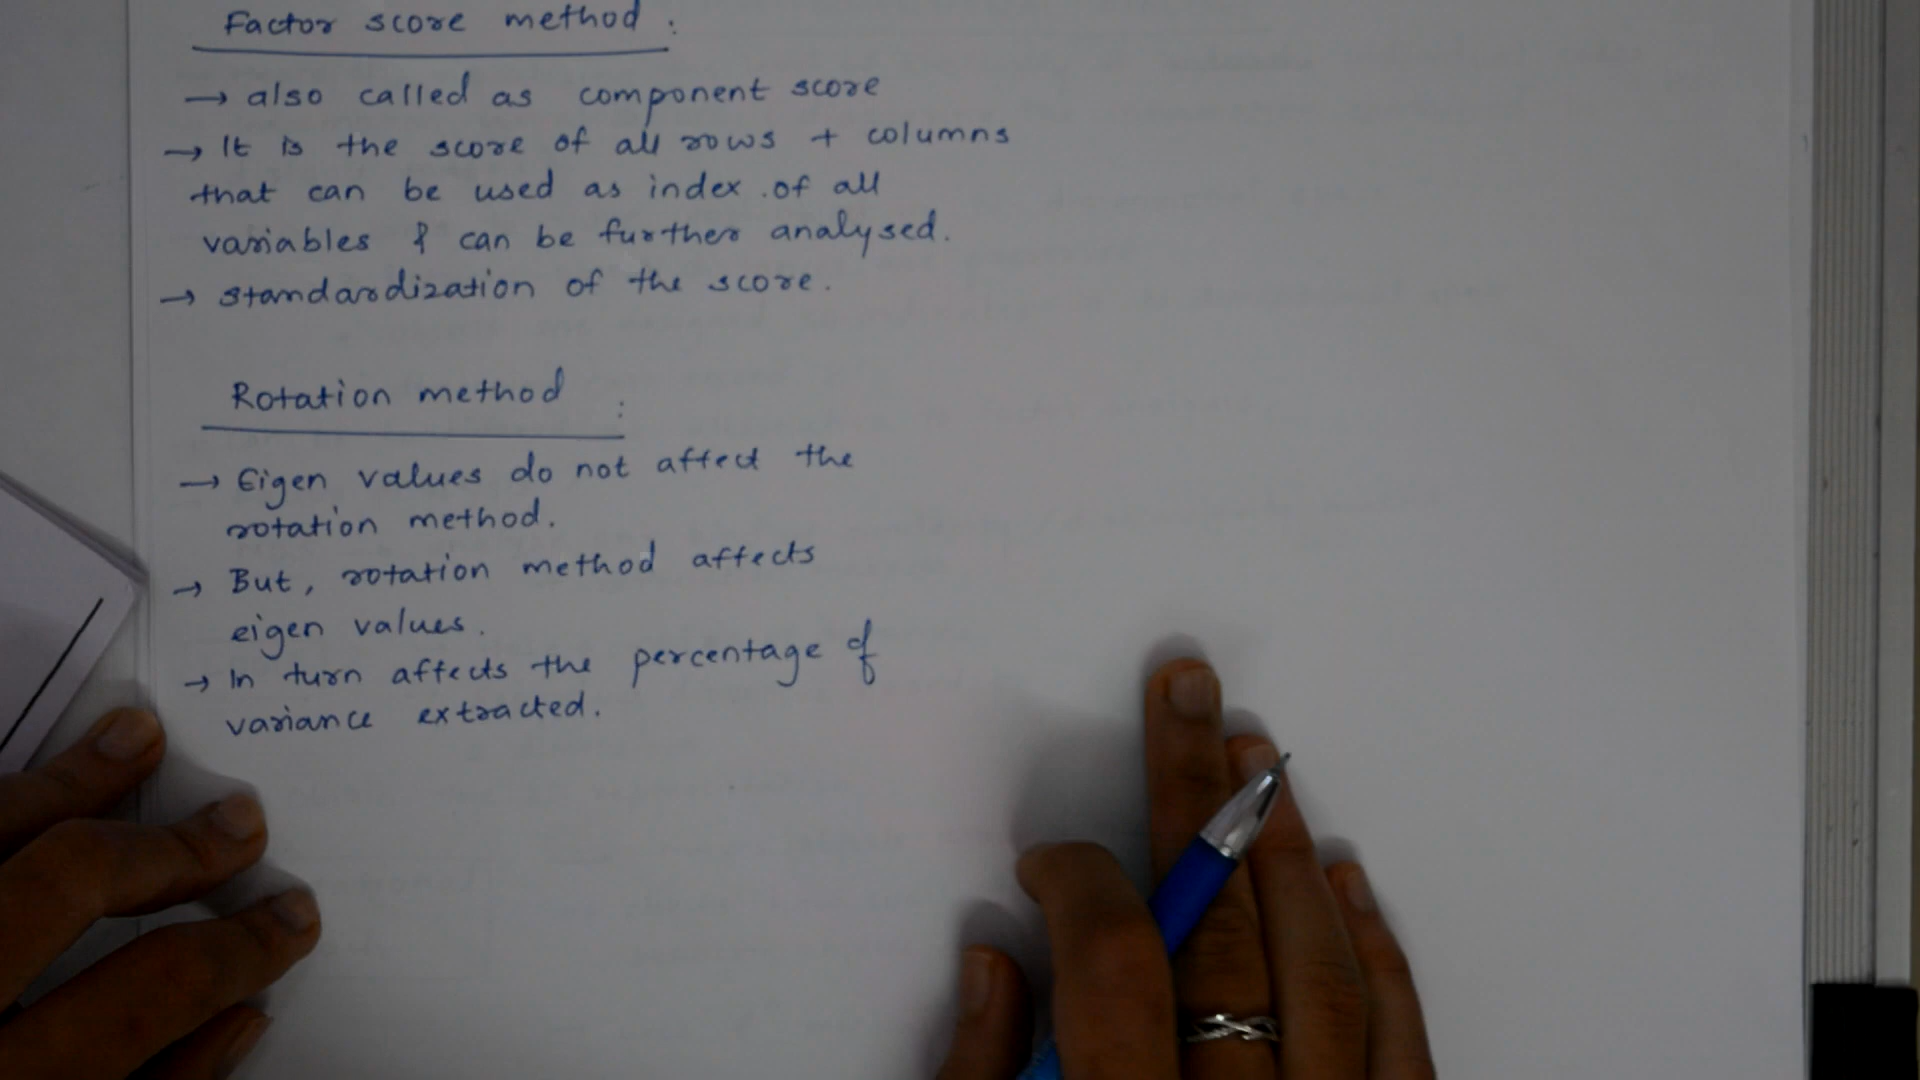 Factor score method :
→ also called as component score
→ It is the score of all rows + columns
that can be used as index of all
variables & can be further analysed.
→ standardization of the score.
Rotation method :
→ Eigen values do not affect the
rotation method.
→ But, rotation method affects
eigen values.
→ In turn affects the percentage of
variance extracted.